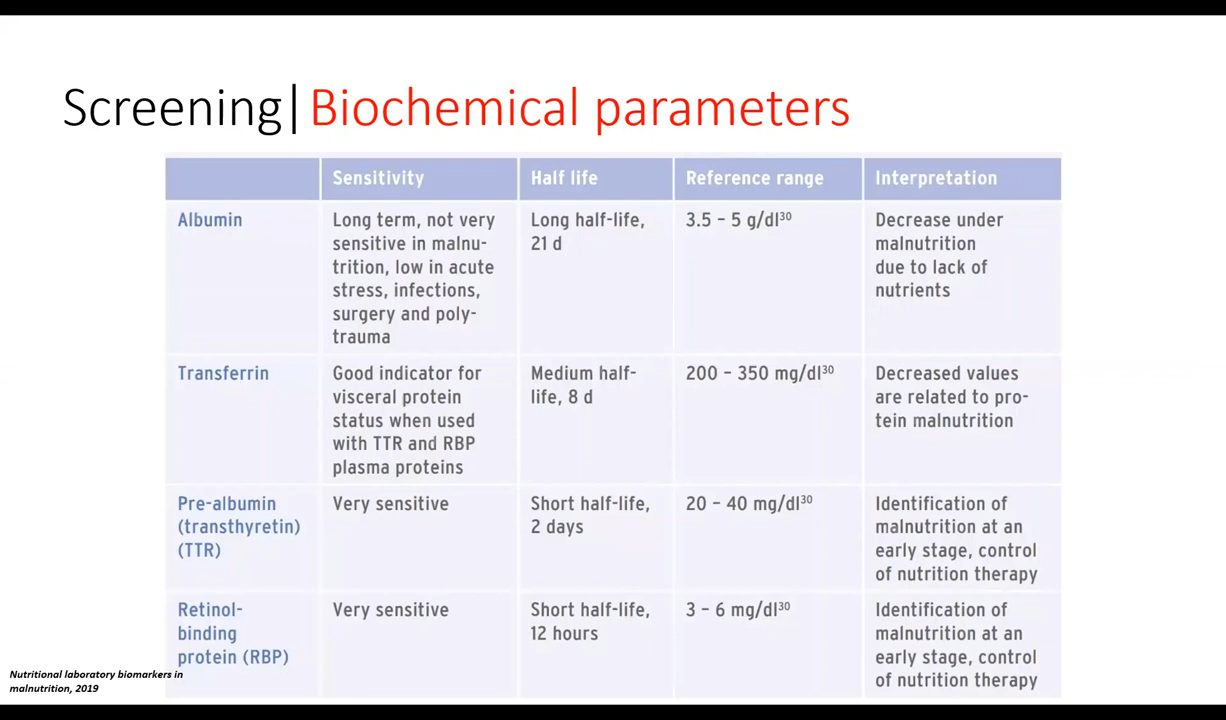 Screening|Biochemical parameters
Sensitivity
Half life
Reference range
Interpretation
Albumin
Long term, not very
sensitive in malnu-
trition, low in acute
stress, infections,
surgery and poly-
trauma
Long half-life,
21 d
3.5 – 5 g/dl30
Decrease under
malnutrition
due to lack of
nutrients
Transferrin
Good indicator for
visceral protein
status when used
with TTR and RBP
plasma proteins
Medium half-
life, 8 d
200 – 350 mg/dl30
Decreased values
are related to pro-
tein malnutrition
Pre-albumin
(transthyretin)
(TTR)
Very sensitive
Short half-life,
2 days
20 – 40 mg/dl30
Identification of
malnutrition at an
early stage, control
of nutrition therapy
Retinol-
binding
protein (RBP)
Very sensitive
Short half-life,
12 hours
3 – 6 mg/dl30
Identification of
malnutrition at an
early stage, control
of nutrition therapy
Nutritional laboratory biomarkers in
malnutrition, 2019